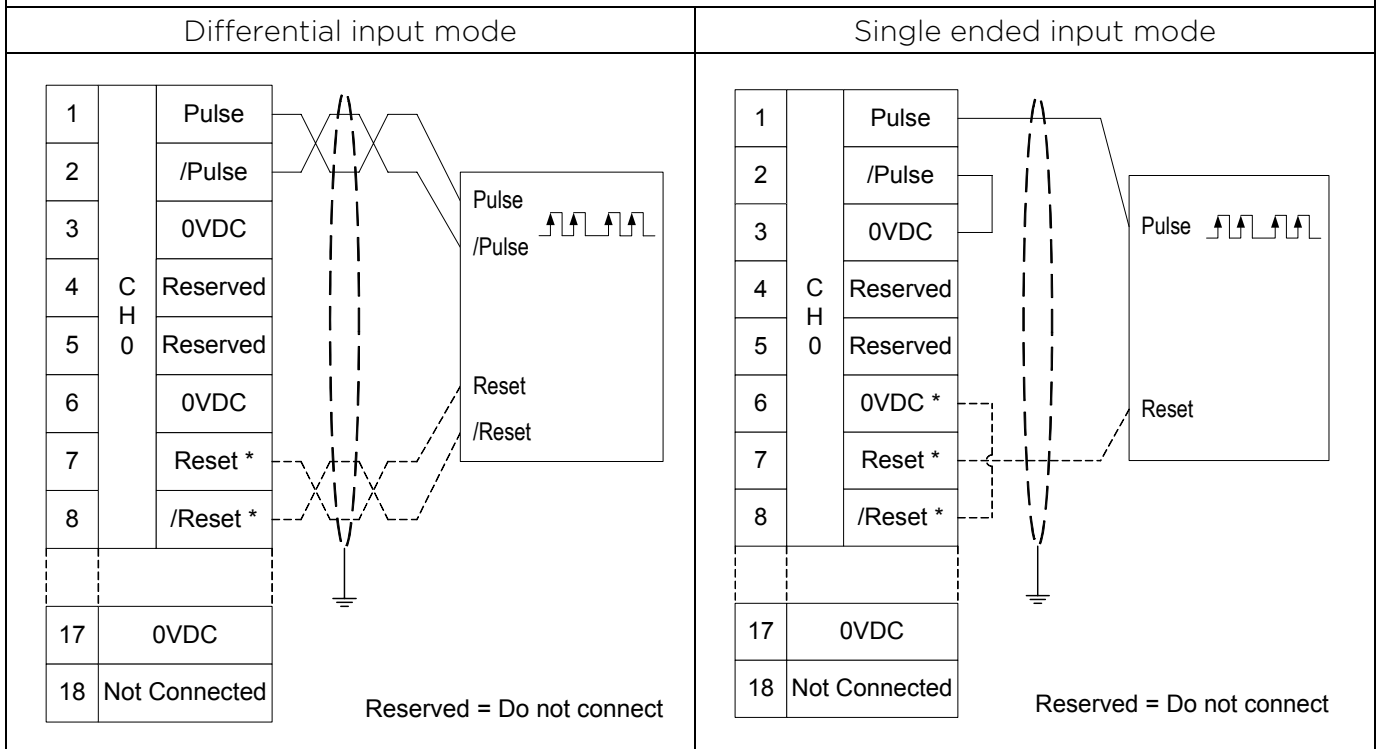 Differential input mode
1 Pulse
2 /Pulse
3 0VDC
4 Reserved
5 Reserved
6 0VDC
7 Reset *
8 /Reset *
C
H
0
17 0VDC
18 Not Connected
Pulse
/Pulse
Reset
/Reset
Reserved = Do not connect
Single ended input mode
1 Pulse
2 /Pulse
3 0VDC
4 Reserved
5 Reserved
6 0VDC *
7 Reset *
8 /Reset *
C
H
0
17 0VDC
18 Not Connected
Pulse
Reset
Reserved = Do not connect